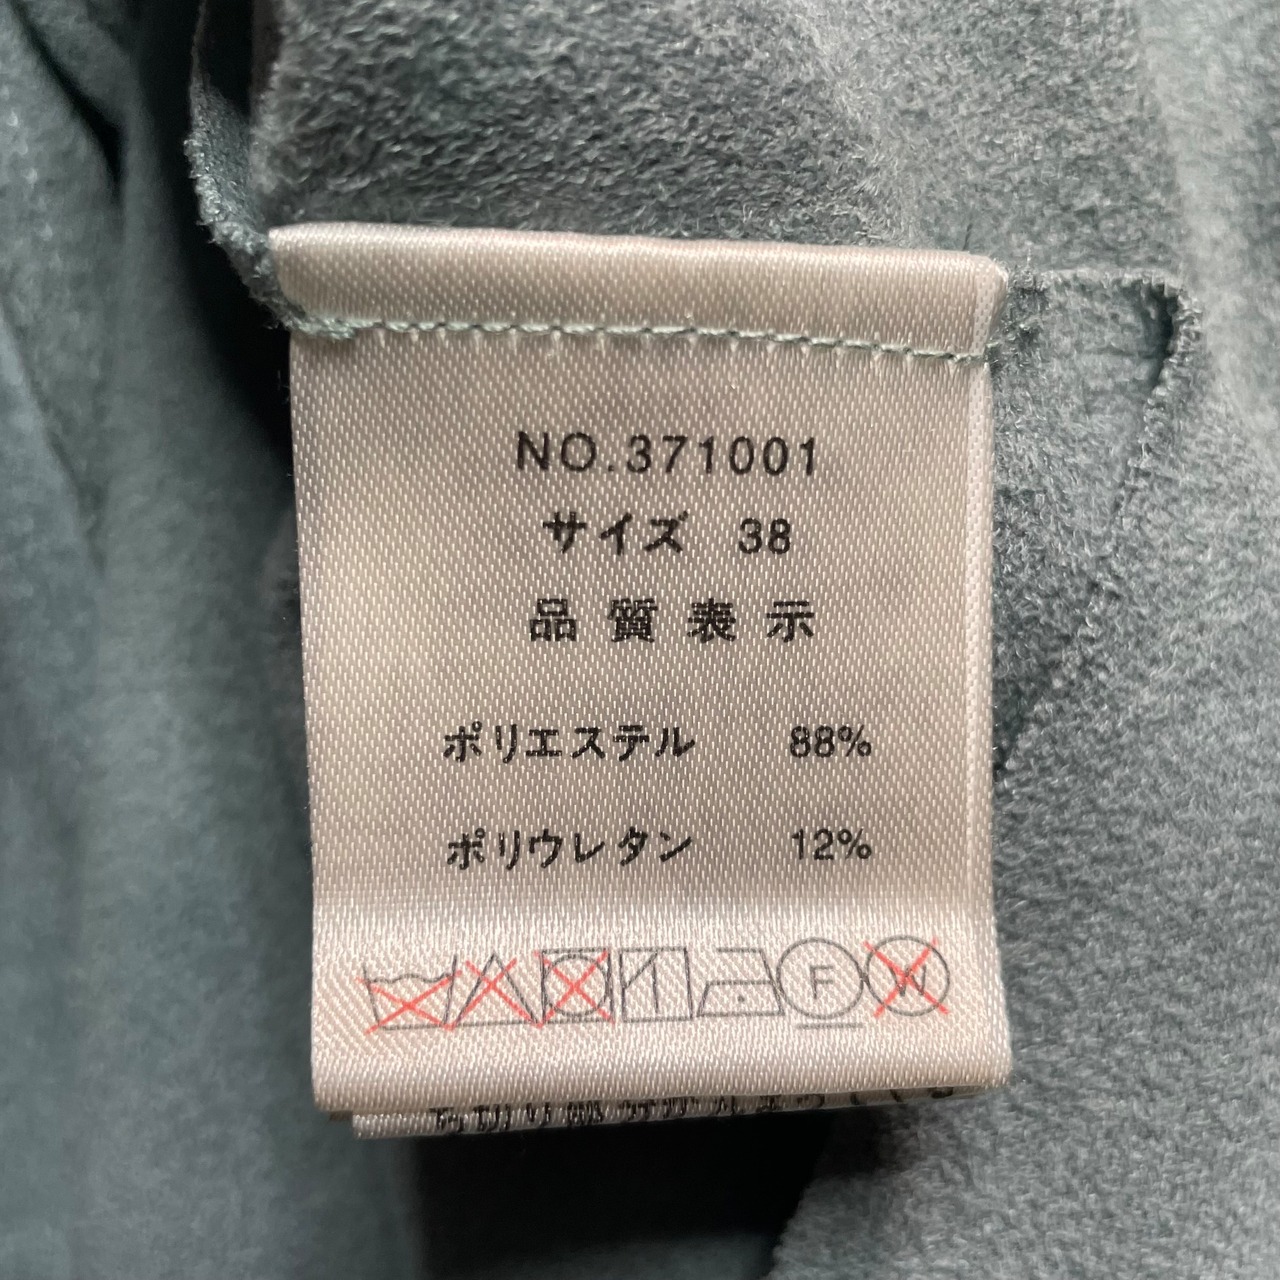 NO.371001
サイズ 38
品質表示
ポリエステル 88%
ポリウレタン 12%
F W